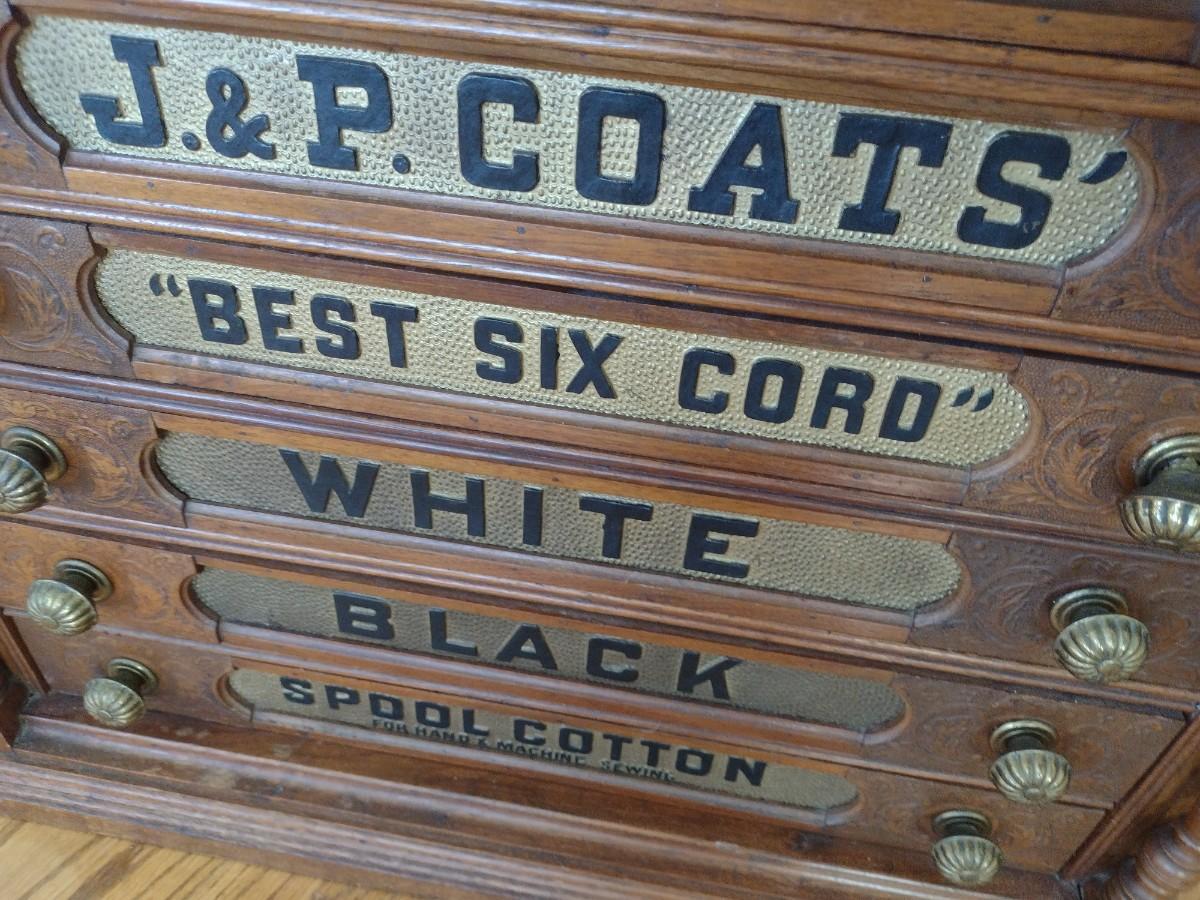 J.&P. COATS'
“BEST SIX CORD”
WHITE
BLACK
SPOOL COTTON
FOR HAND & MACHINE SEWING